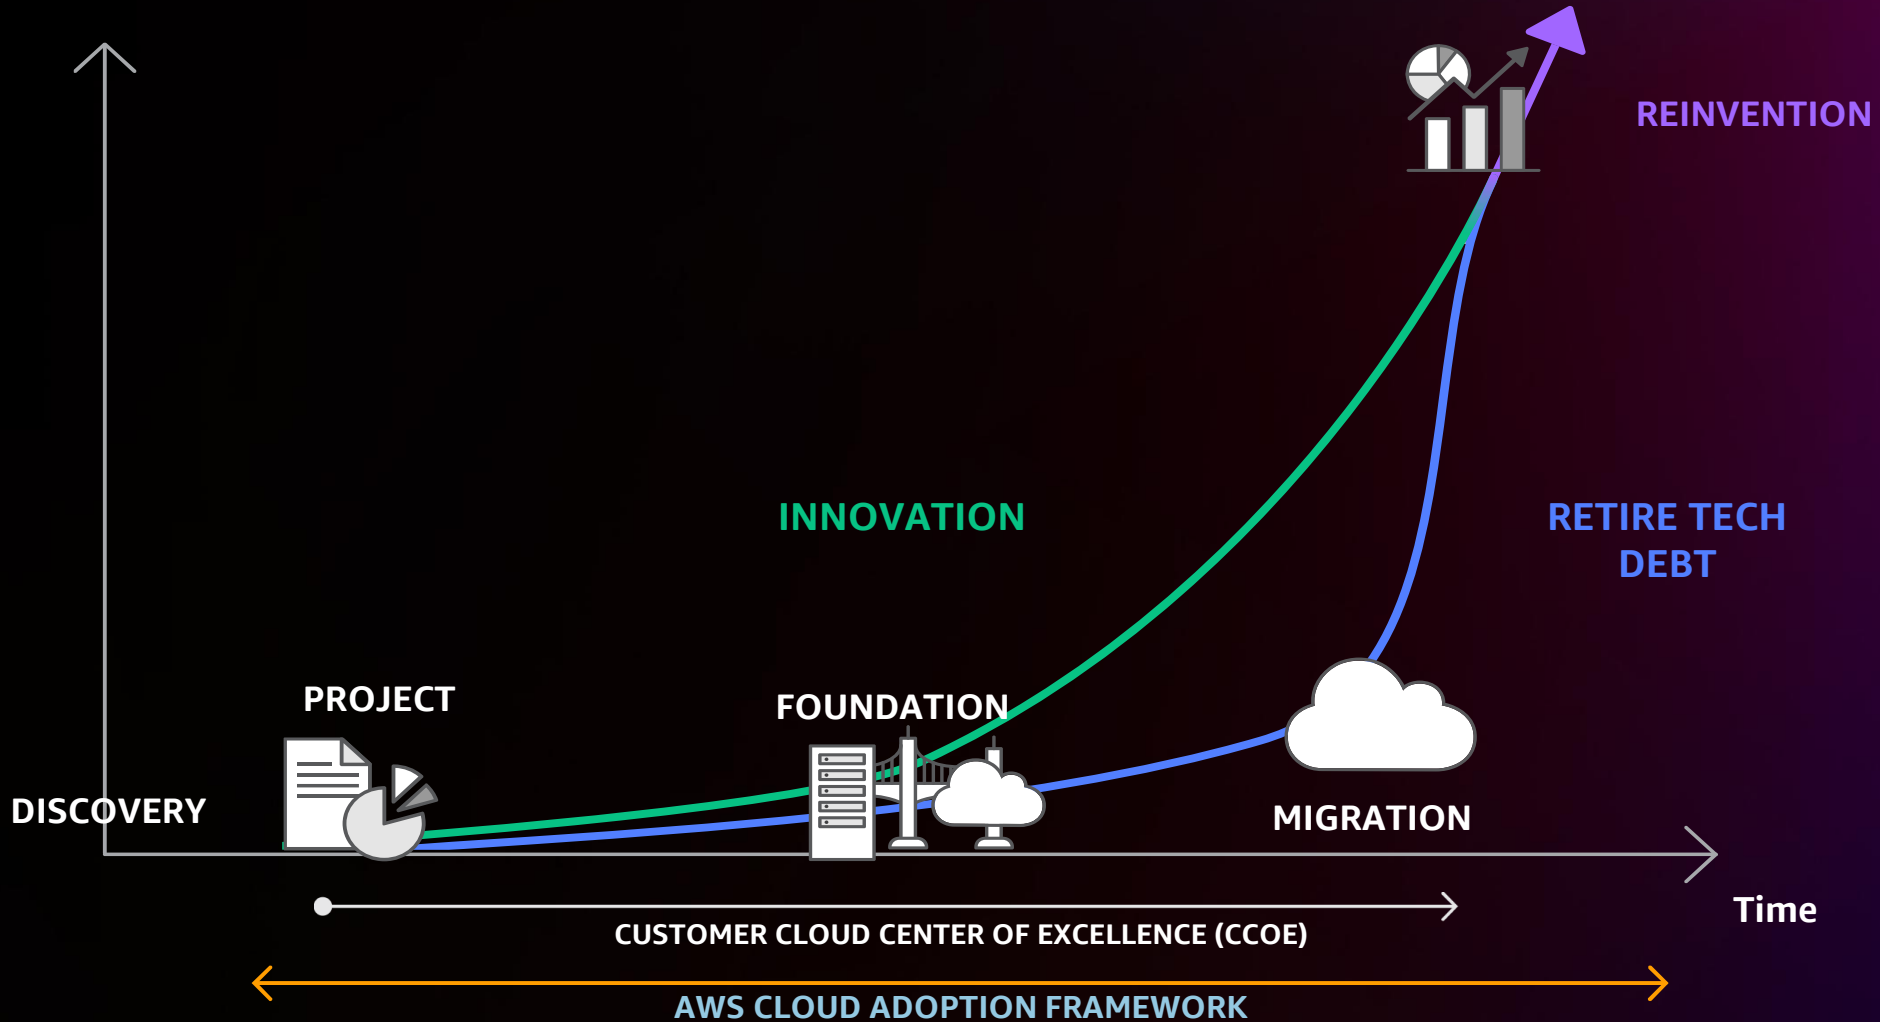 REINVENTION
INNOVATION
RETIRE TECH
DEBT
PROJECT
FOUNDATION
DISCOVERY
MIGRATION
Time
CUSTOMER CLOUD CENTER OF EXCELLENCE (CCOE)
AWS CLOUD ADOPTION FRAMEWORK